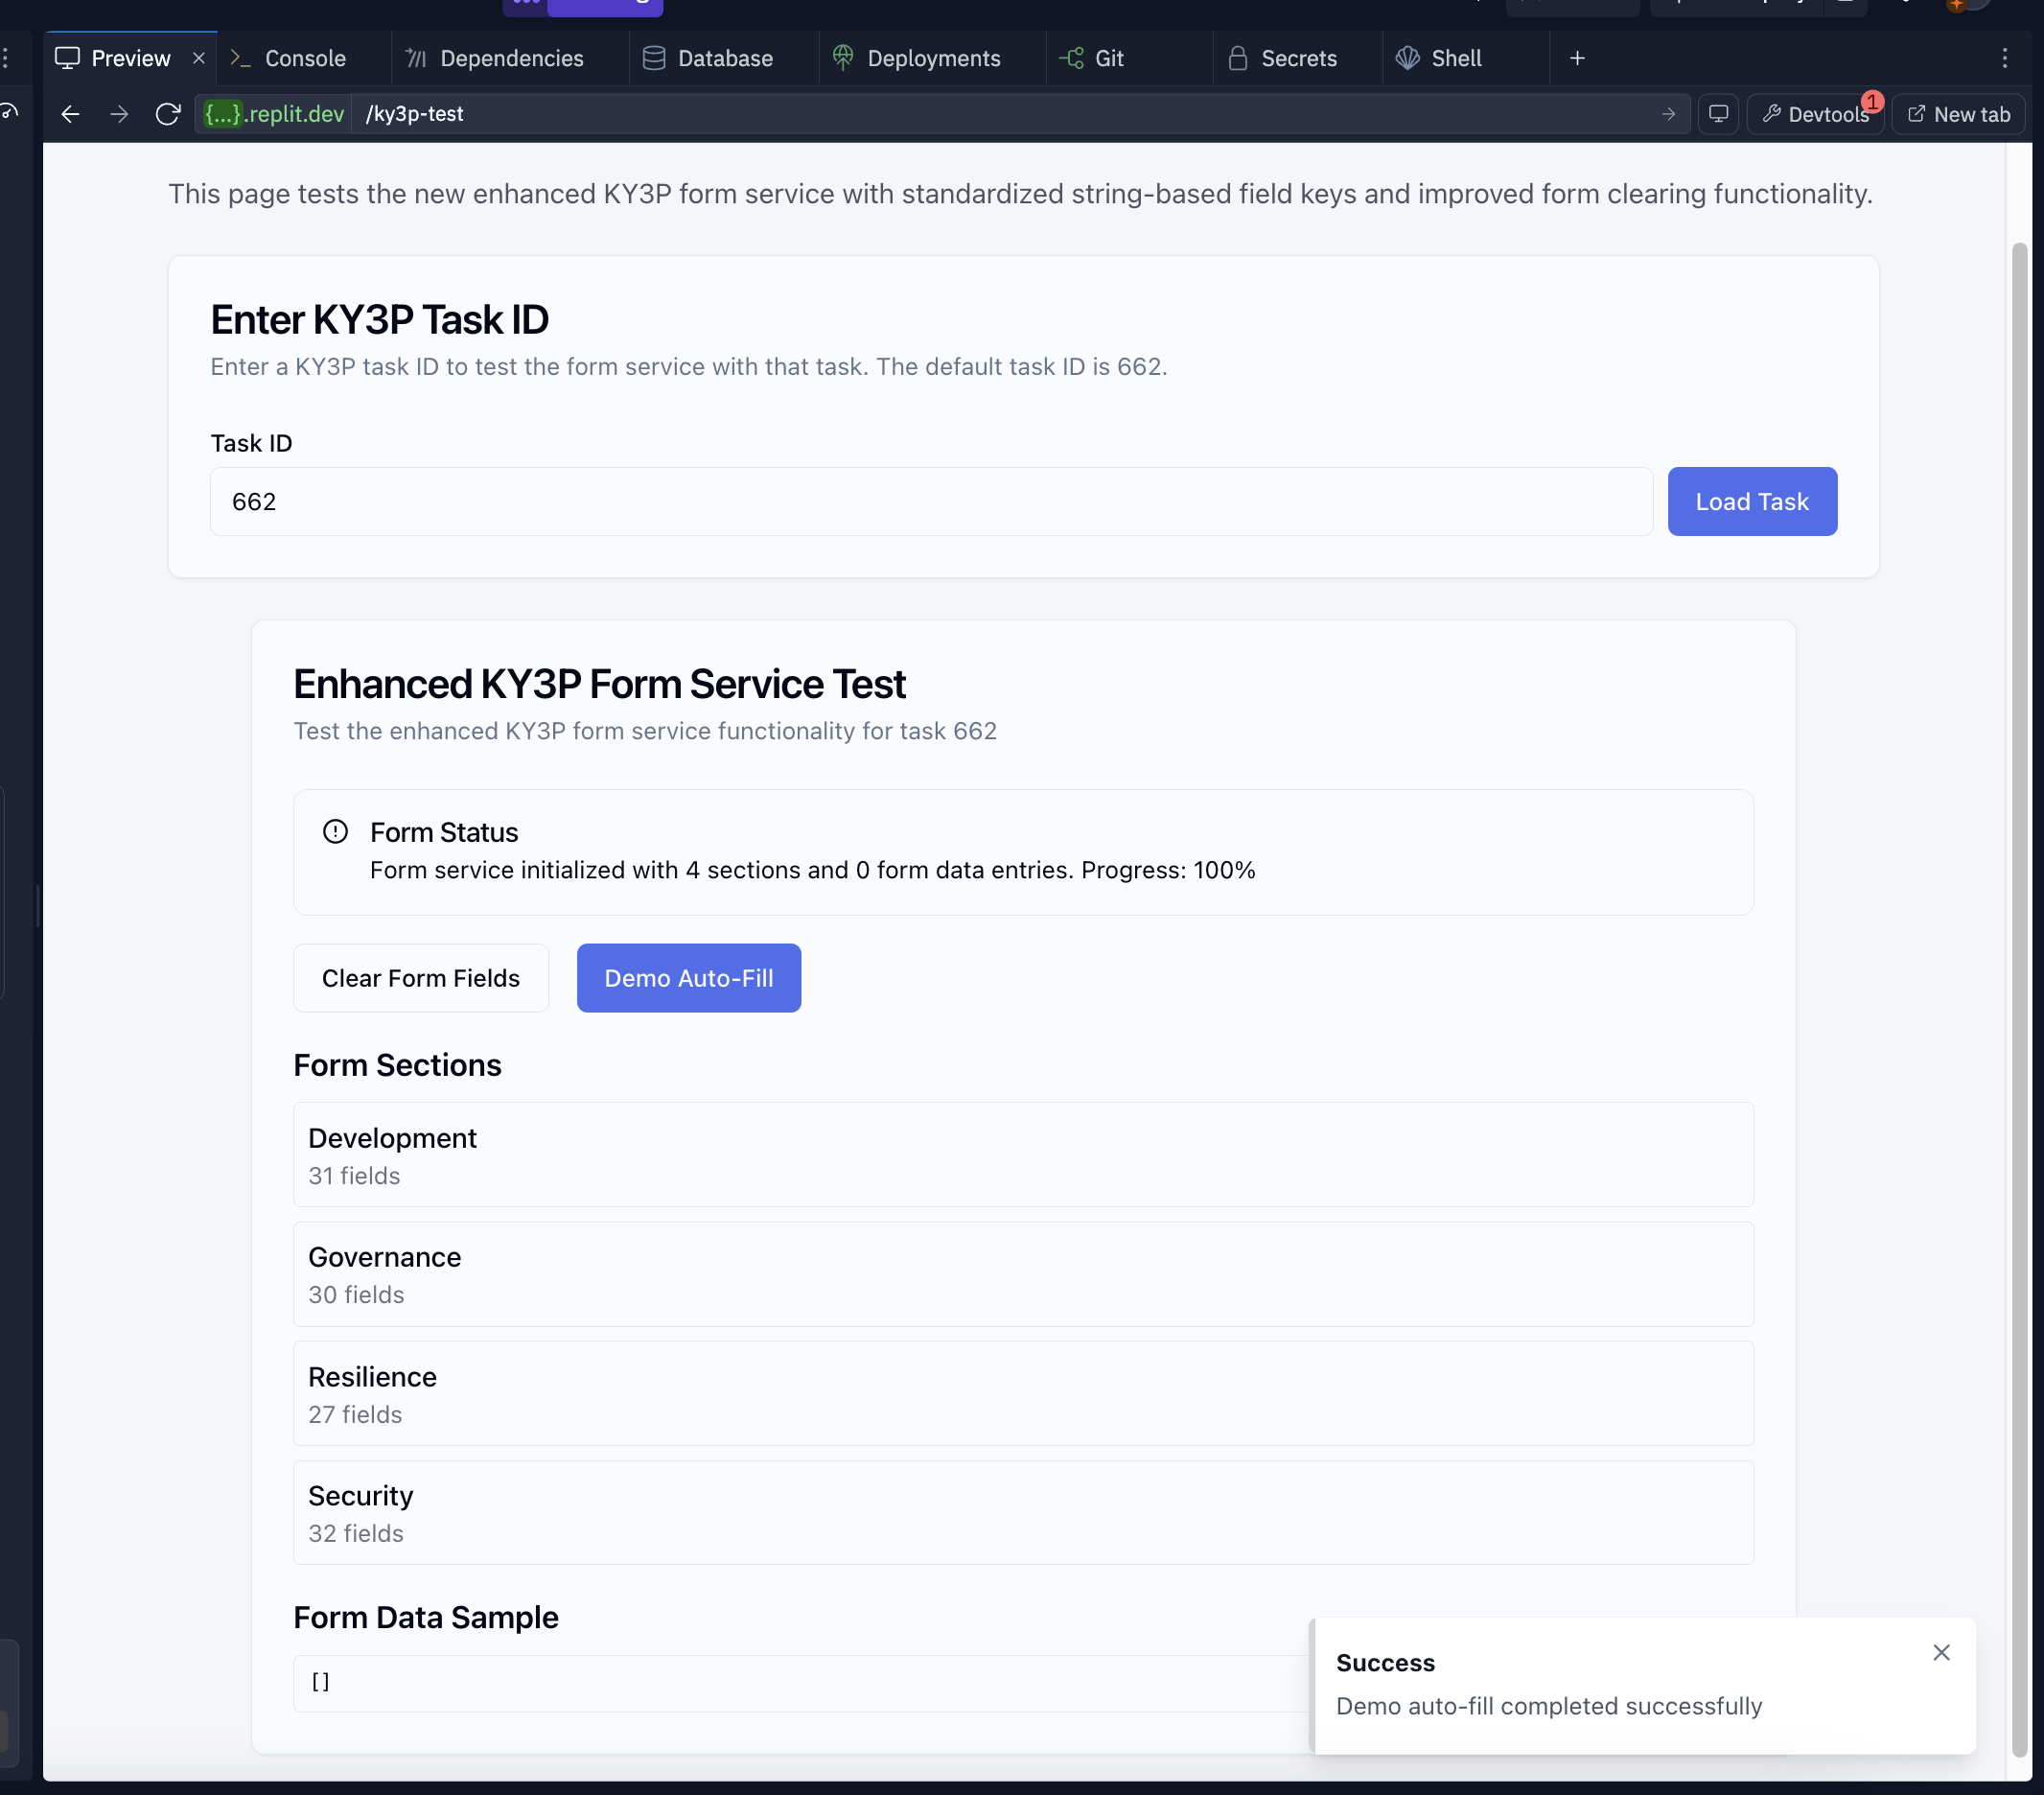 Preview
Console
Dependencies
Database
Deployments
Git
Secrets
Shell
{...}.replit.dev
/ky3p-test
Devtools
1
New tab
This page tests the new enhanced KY3P form service with standardized string-based field keys and improved form clearing functionality.
Enter KY3P Task ID
Enter a KY3P task ID to test the form service with that task. The default task ID is 662.
Task ID
662
Load Task
Enhanced KY3P Form Service Test
Test the enhanced KY3P form service functionality for task 662
Form Status
Form service initialized with 4 sections and 0 form data entries. Progress: 100%
Clear Form Fields
Demo Auto-Fill
Form Sections
Development
31 fields
Governance
30 fields
Resilience
27 fields
Security
32 fields
Form Data Sample
[]
Success
Demo auto-fill completed successfully